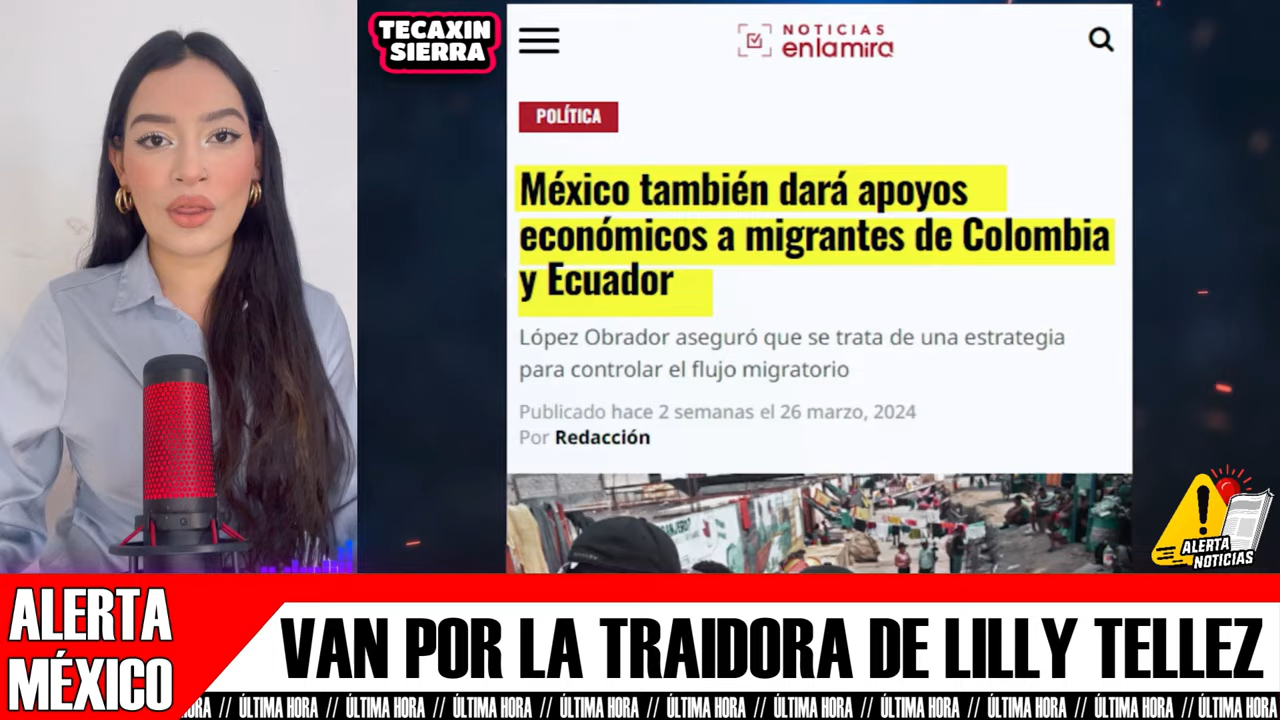 TECAXIN
SIERRA
NOTICIAS
enlamira
POLÍTICA
México también dará apoyos
económicos a migrantes de Colombia
y Ecuador
López Obrador aseguró que se trata de una estrategia
para controlar el flujo migratorio
Publicado hace 2 semanas el 26 marzo, 2024
Por Redacción
ALERTA
NOTICIAS
ALERTA
MÉXICO
VAN POR LA TRAIDORA DE LILLY TELLEZ
HORA // ÚLTIMA HORA // ÚLTIMA HORA // ÚLTIMA HORA // ÚLTIMA HORA // ÚLTIMA HORA // ÚLTIMA HORA // ÚLTIMA HORA // ÚLTIMA HORA // ÚLTIMA HORA // ÚLTIMA HORA